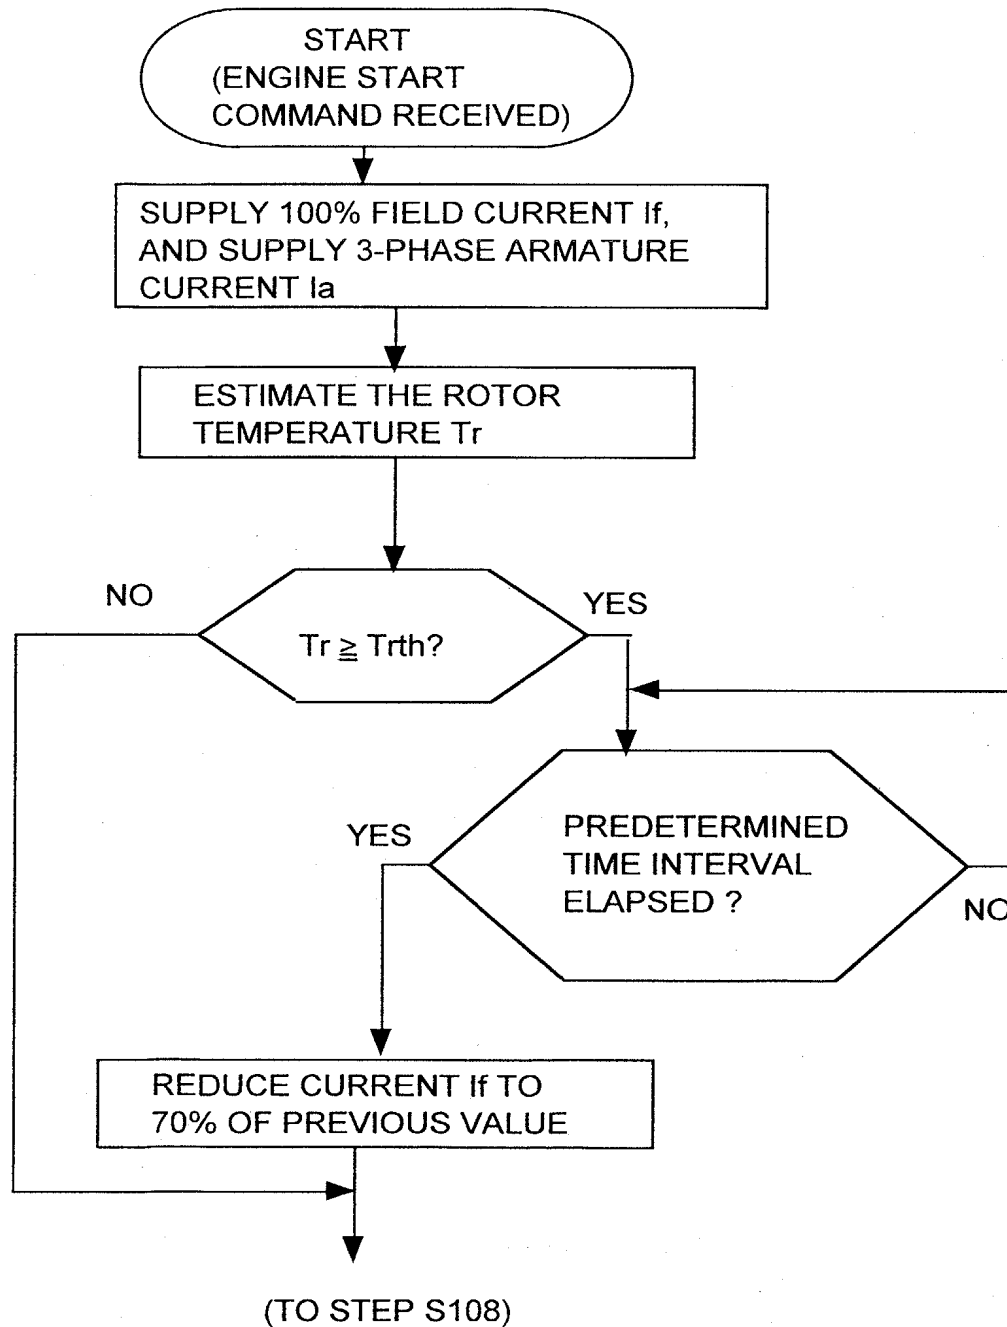 START
(ENGINE START
COMMAND RECEIVED)
SUPPLY 100% FIELD CURRENT If,
AND SUPPLY 3-PHASE ARMATURE
CURRENT Ia
ESTIMATE THE ROTOR
TEMPERATURE Tr
NO
YES
Tr ≧ Trth?
YES
PREDETERMINED
TIME INTERVAL
ELAPSED ?
NO
REDUCE CURRENT If TO
70% OF PREVIOUS VALUE
(TO STEP S108)